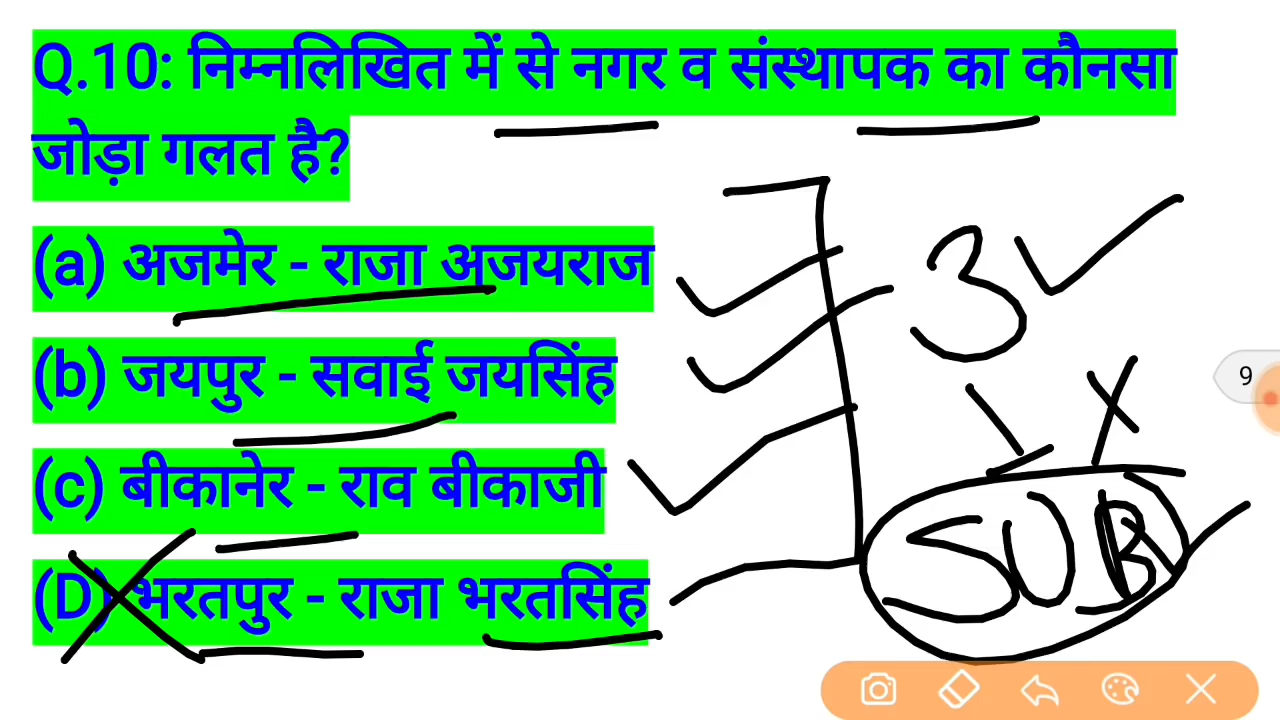 Q.10: निम्नलिखित में से नगर व संस्थापक का कौनसा
जोड़ा गलत है?
(a) अजमेर - राजा अजयराज
(b) जयपुर - सवाई जयसिंह
(c) बीकानेर - राव बीकाजी
(D) भरतपुर - राजा भरतसिंह
3
SUB
9